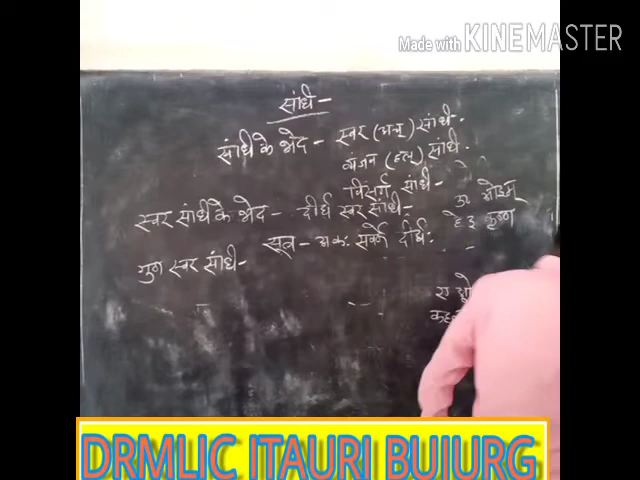 Made with KINEMASTER
संधि -
संधि के भेद - स्वर (अच्) संधि.
व्यंजन (हल्) संधि.
विसर्ग संधि -
स्वर संधि के भेद - दीर्घ स्वर संधि -
सूत्र - अकः सवर्णे दीर्घः
गुण स्वर संधि -
कृष्ण
DRMLIC ITAURI BUJURG